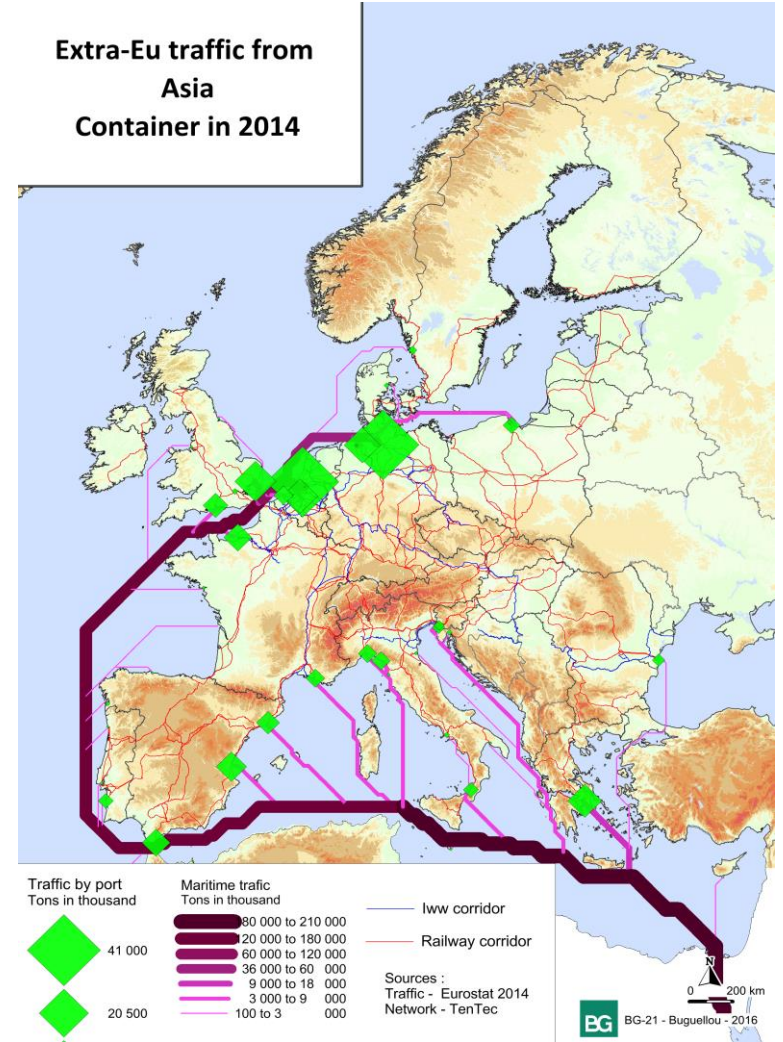 Extra-Eu traffic from
Asia
Container in 2014
Traffic by port
Tons in thousand
41 000
20 500
Maritime trafic
Tons in thousand
80 000 to 210 000
120 000 to 180 000
60 000 to 120 000
36 000 to 60 000
9 000 to 18 000
3 000 to 9 000
100 to 3 000
Iww corridor
Railway corridor
Sources :
Traffic - Eurostat 2014
Network - TenTec
N
0 200 km
BG BG-21 - Buguellou - 2016